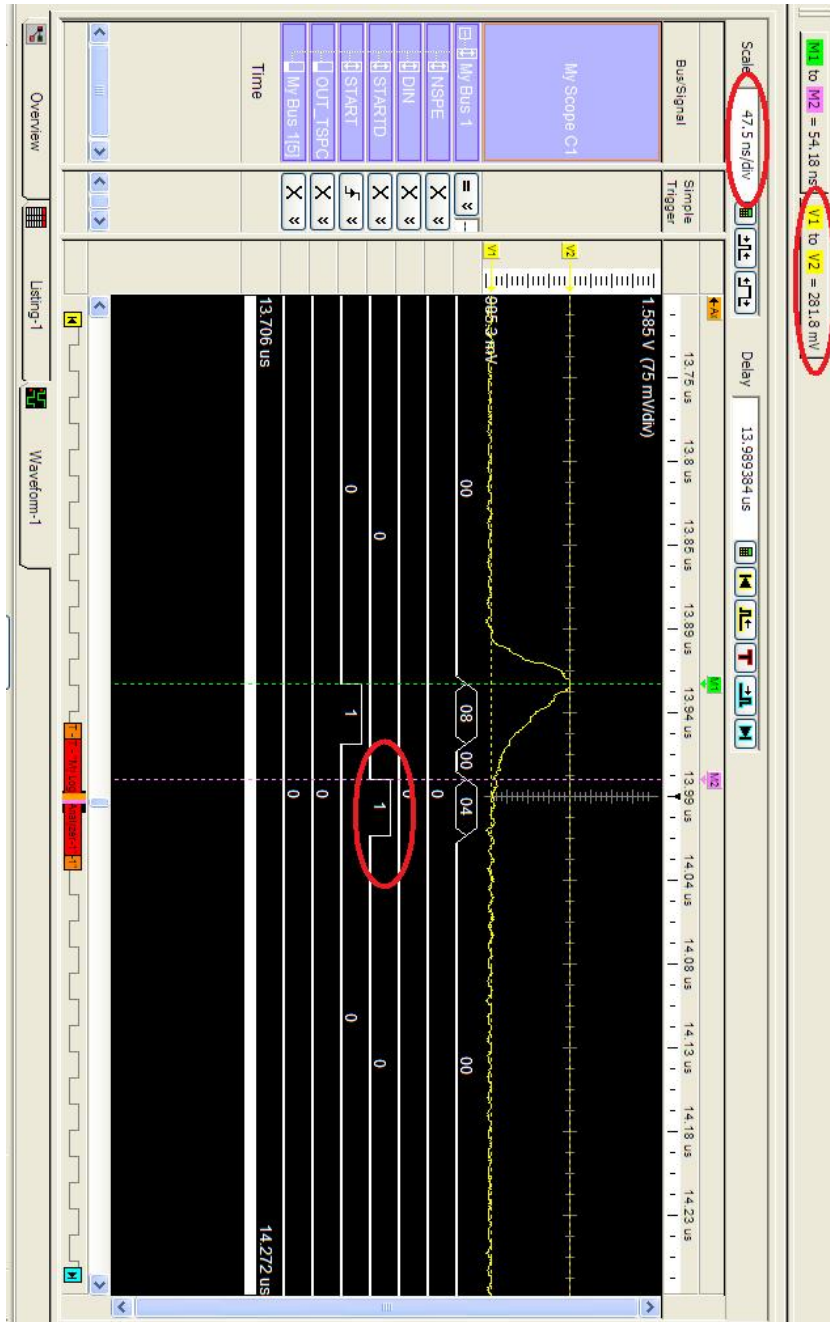 M1 to M2 = 54.18 ns
V1 to V2 = 281.8 mV
Scale
47.5 ns/div
Delay
13.989384 us
T
Bus/Signal
Simple Trigger
M1
M2
13.75 us
13.8 us
13.85 us
13.89 us
13.94 us
13.99 us
14.04 us
14.08 us
14.13 us
14.18 us
14.23 us
My Scope C1
V2
V1
1.585 V (75 mV/div)
My Bus 1
=
00
08
00
04
00
NSPE
X
0
DIN
X
0
STARTD
X
0
1
0
START
0
1
0
OUT_TSPC
X
0
My Bus 1[5]
X
0
Time
13.706 us
14.272 us
Overview
Listing-1
Waveform-1